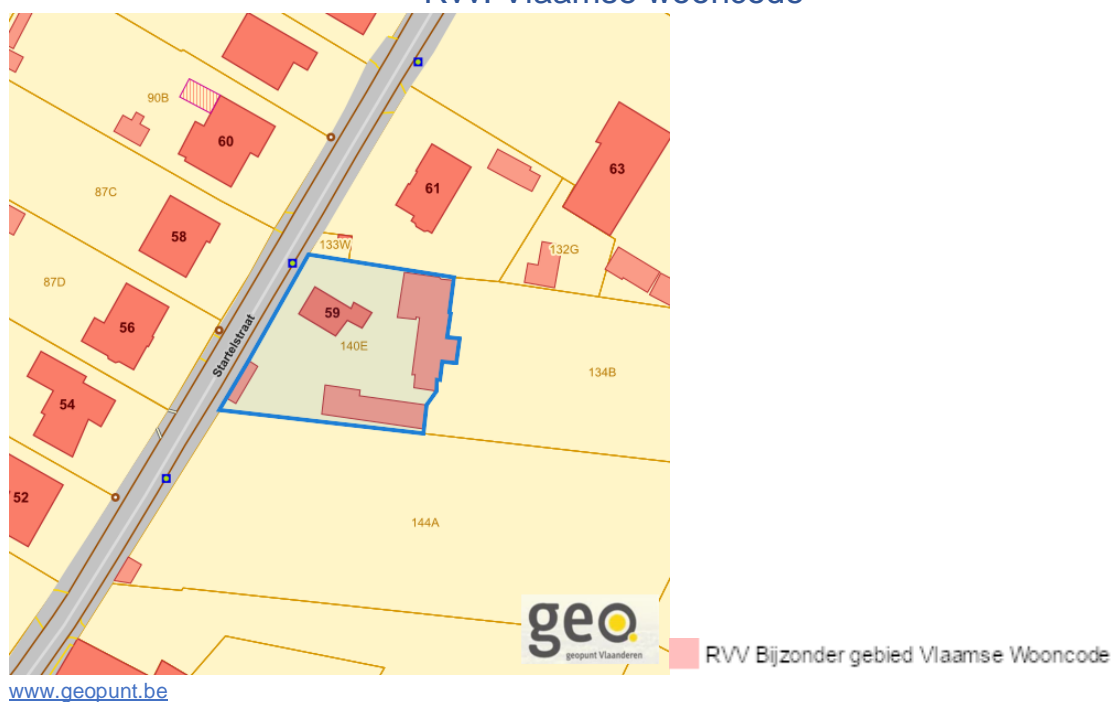 RVV: Vlaamse wooncode
90B
60
61
63
87C
58
133W
132G
87D
59
56
Startelstraat
140E
134B
54
52
144A
geo
geopunt Vlaanderen
RVV Bijzonder gebied Vlaamse Wooncode
www.geopunt.be